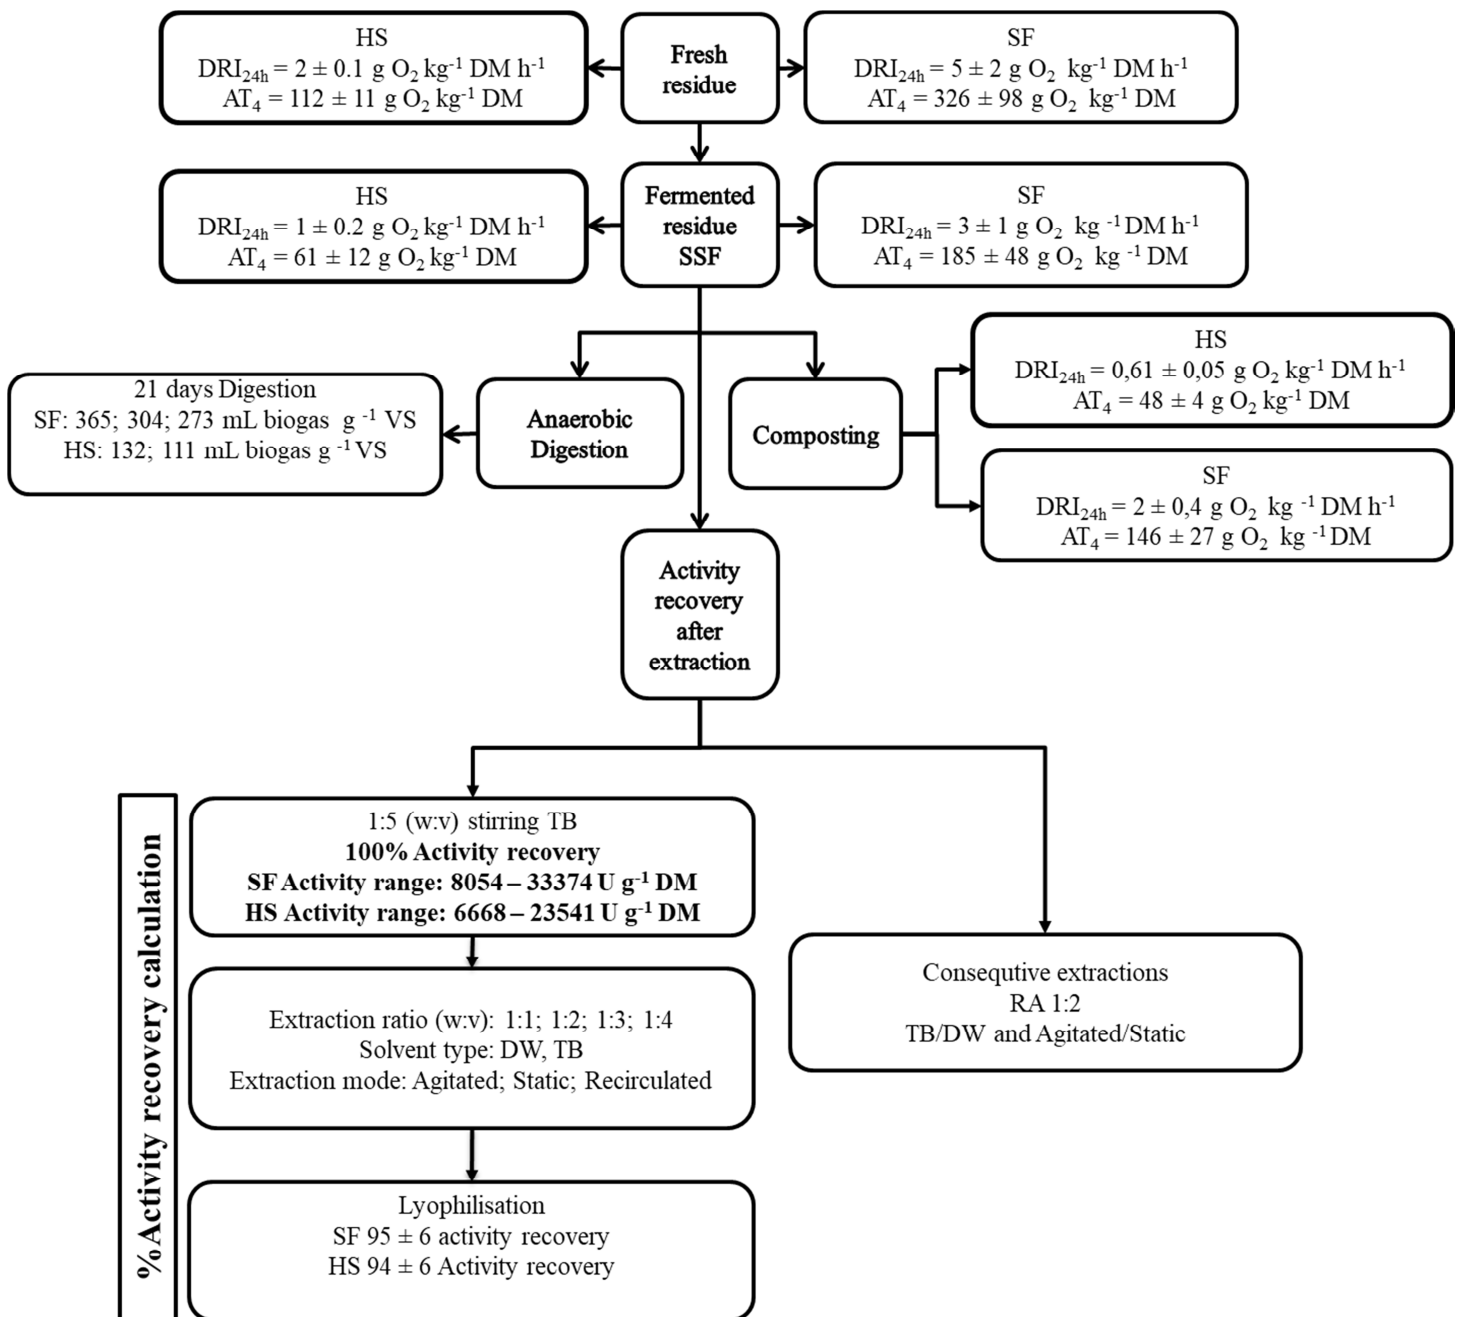 HS
DRI24h = 2 ± 0.1 g O2 kg-1 DM h-1
AT4 = 112 ± 11 g O2 kg-1 DM
Fresh
residue
SF
DRI24h = 5 ± 2 g O2 kg-1 DM h-1
AT4 = 326 ± 98 g O2 kg-1 DM
HS
DRI24h = 1 ± 0.2 g O2 kg-1 DM h-1
AT4 = 61 ± 12 g O2 kg-1 DM
Fermented
residue
SSF
SF
DRI24h = 3 ± 1 g O2 kg -1 DM h-1
AT4 = 185 ± 48 g O2 kg -1 DM
21 days Digestion
SF: 365; 304; 273 mL biogas g -1 VS
HS: 132; 111 mL biogas g -1 VS
Anaerobic
Digestion
Composting
HS
DRI24h = 0,61 ± 0,05 g O2 kg-1 DM h-1
AT4 = 48 ± 4 g O2 kg-1 DM
SF
DRI24h = 2 ± 0,4 g O2 kg -1 DM h-1
AT4 = 146 ± 27 g O2 kg -1 DM
Activity
recovery
after
extraction
%Activity recovery calculation
1:5 (w:v) stirring TB
100% Activity recovery
SF Activity range: 8054 – 33374 U g-1 DM
HS Activity range: 6668 – 23541 U g-1 DM
Extraction ratio (w:v): 1:1; 1:2; 1:3; 1:4
Solvent type: DW, TB
Extraction mode: Agitated; Static; Recirculated
Lyophilisation
SF 95 ± 6 activity recovery
HS 94 ± 6 Activity recovery
Consequtive extractions
RA 1:2
TB/DW and Agitated/Static